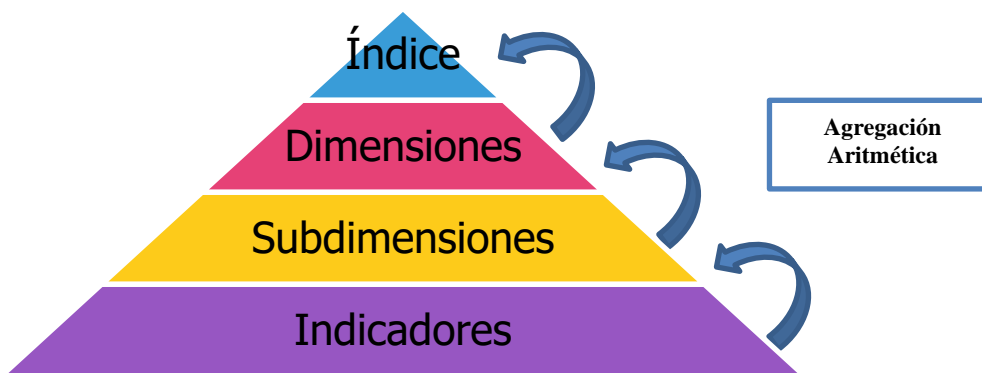 Índice
Dimensiones
Agregación
Aritmética
Subdimensiones
Indicadores